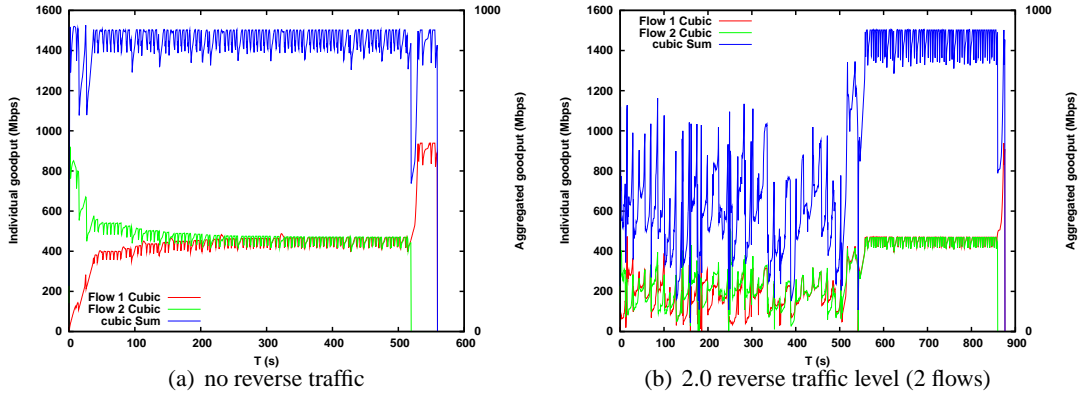 1600
1400
1200
1000
800
600
400
200
0
Individual goodput (Mbps)
1000
0
Aggregated goodput (Mbps)
Flow 1 Cubic
Flow 2 Cubic
cubic Sum
0 100 200 300 400 500 600
T (s)
(a) no reverse traffic
1600
1400
1200
1000
800
600
400
200
0
Individual goodput (Mbps)
1000
0
Aggregated goodput (Mbps)
Flow 1 Cubic
Flow 2 Cubic
cubic Sum
0 100 200 300 400 500 600 700 800 900
T (s)
(b) 2.0 reverse traffic level (2 flows)